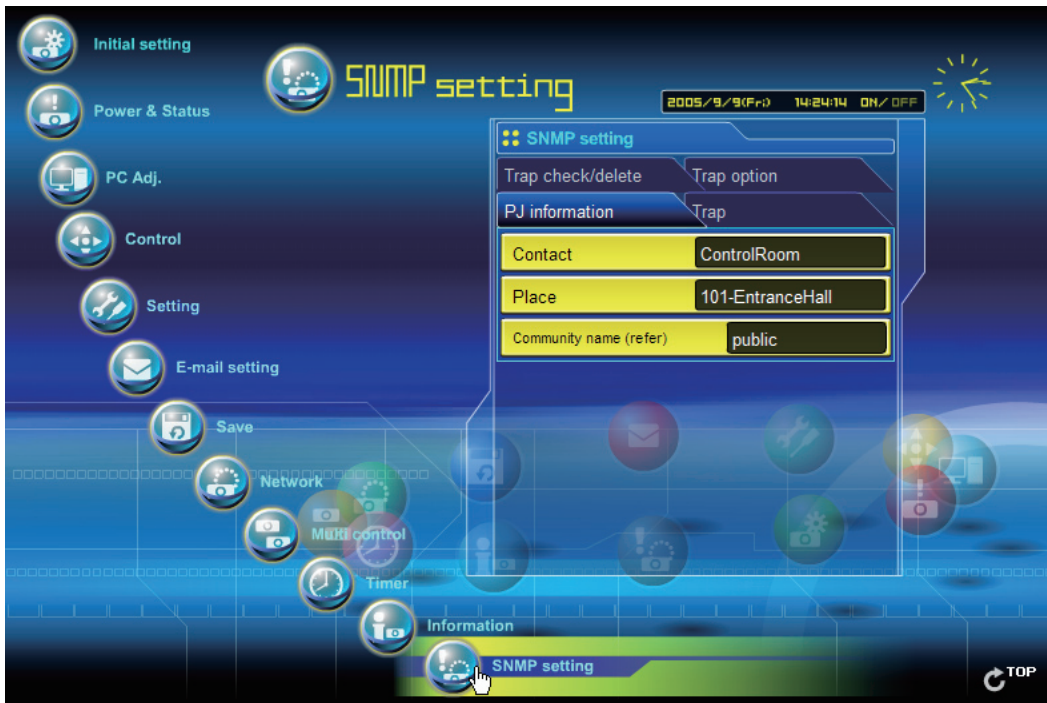 Initial setting
Power & Status
PC Adj.
Control
Setting
E-mail setting
Save
Network
Multi control
Timer
Information
SNMP setting
SNMP setting
2005/9/9(Fri) 14:24:14 ON/OFF
SNMP setting
Trap check/delete Trap option
PJ information Trap
Contact ControlRoom
Place 101-EntranceHall
Community name (refer) public
TOP